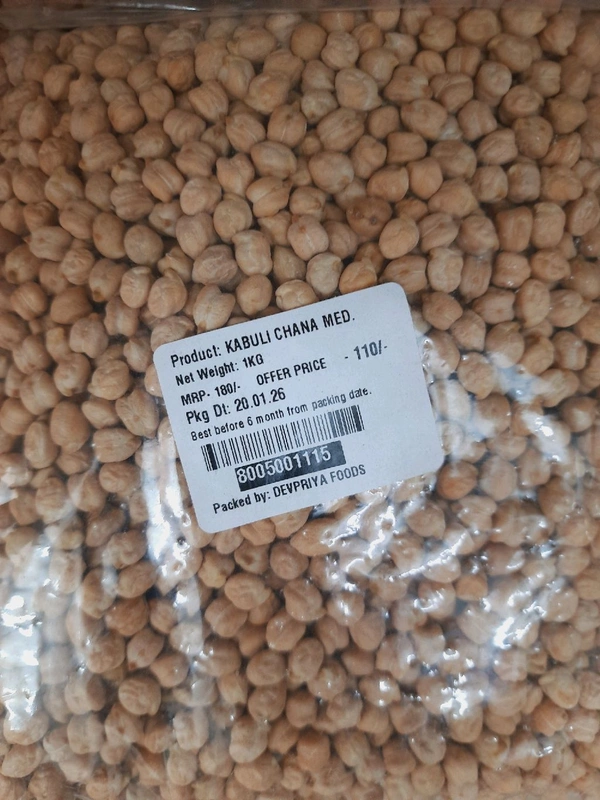 Product: KABULI CHANA MED.
Net Weight: 1KG
MRP- 180/- OFFER PRICE - 110/-
Pkg Dt: 20.01.26
Best before 6 month from packing date.
8005001115
Packed by: DEVPRIYA FOODS